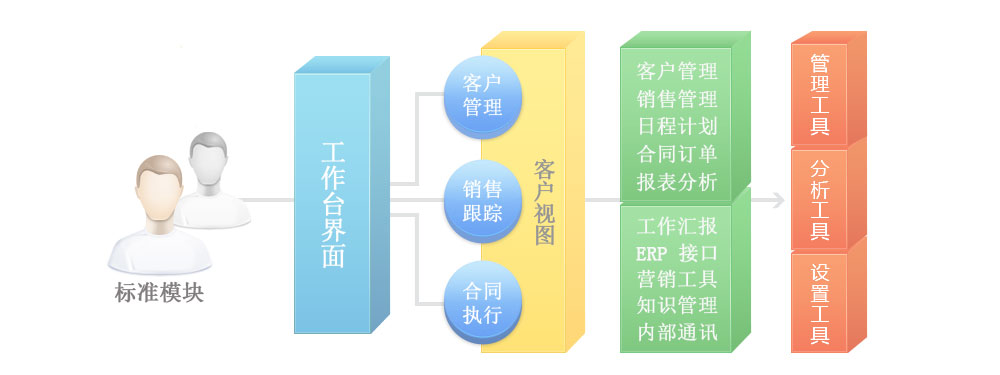 标准模块
工作台界面
客户
管理
销售
跟踪
合同
执行
客户视图
客户管理
销售管理
日程计划
合同订单
报表分析
工作汇报
ERP 接口
营销工具
知识管理
内部通讯
管理工具
分析工具
设置工具